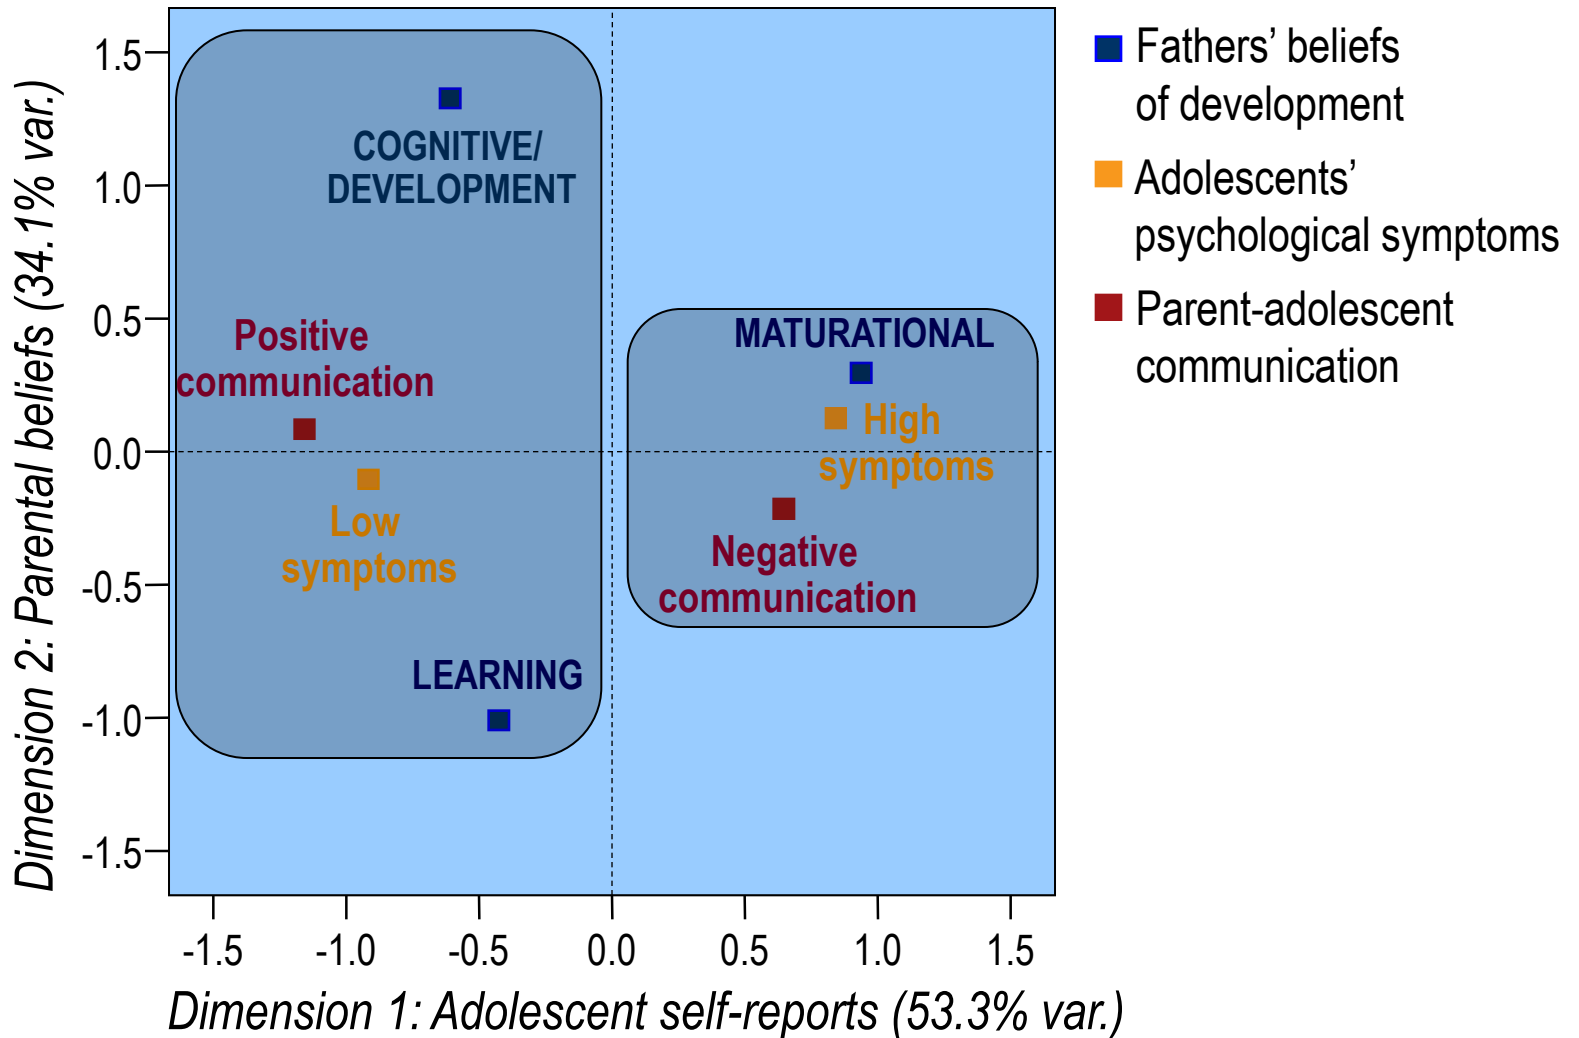 Dimension 2: Parental beliefs (34.1% var.)
1.5
1.0
0.5
0.0
-0.5
-1.0
-1.5
COGNITIVE/
DEVELOPMENT
Positive
communication
Low
symptoms
LEARNING
MATURATIONAL
High
symptoms
Negative
communication
-1.5
-1.0
-0.5
0.0
0.5
1.0
1.5
Dimension 1: Adolescent self-reports (53.3% var.)
Fathers’ beliefs
of development
Adolescents’
psychological symptoms
Parent-adolescent
communication